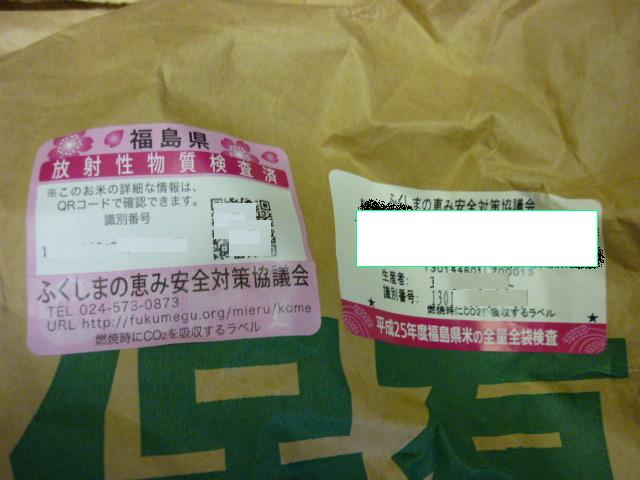 福島県
放射性物質検査済
※このお米の詳細な情報は、
QRコードで確認できます。
識別番号
1
ふくしまの恵み安全対策協議会
TEL 024-573-0873
URL http://fukumegu.org/mieru/kome
燃焼時にCO2を吸収するラベル
ふくしまの恵み安全対策協議会
生産者:
識別番号: 1301
燃焼時にCO2を吸収するラベル
平成25年度福島県米の全量全袋検査